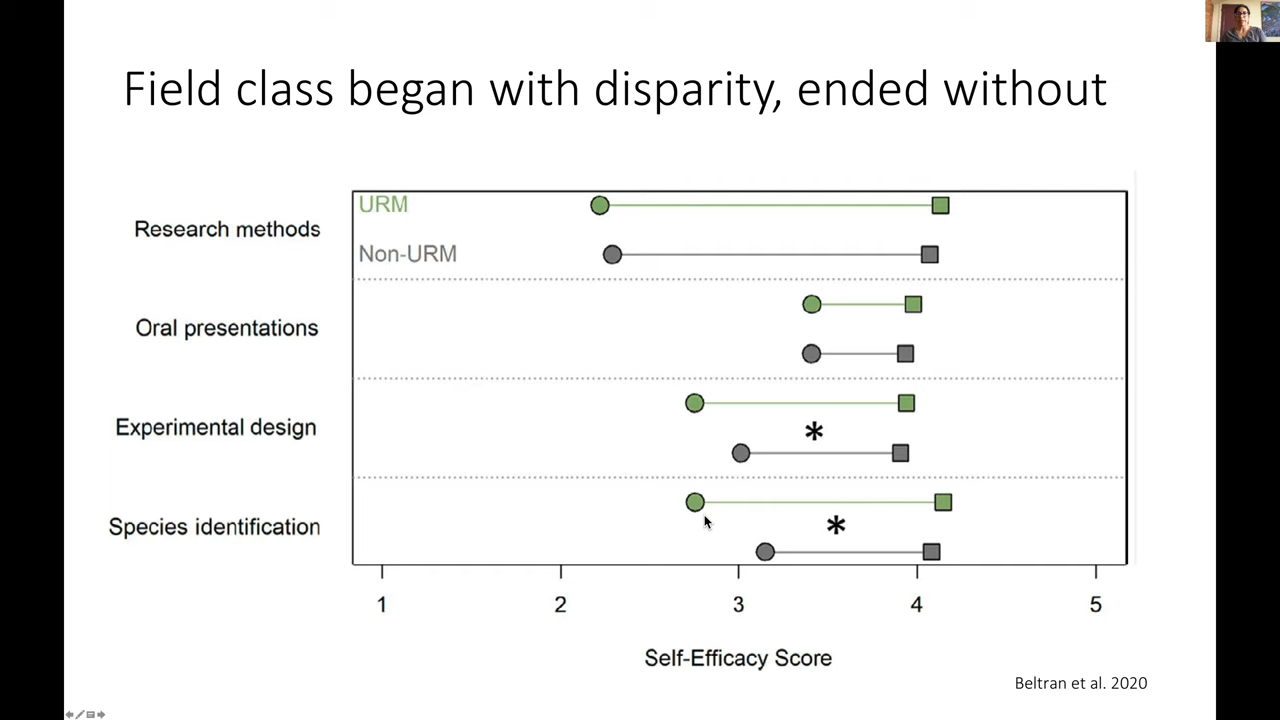 Field class began with disparity, ended without
URM
Research methods
Non-URM
Oral presentations
Experimental design
*
Species identification
*
1 2 3 4 5
Self-Efficacy Score
Beltran et al. 2020